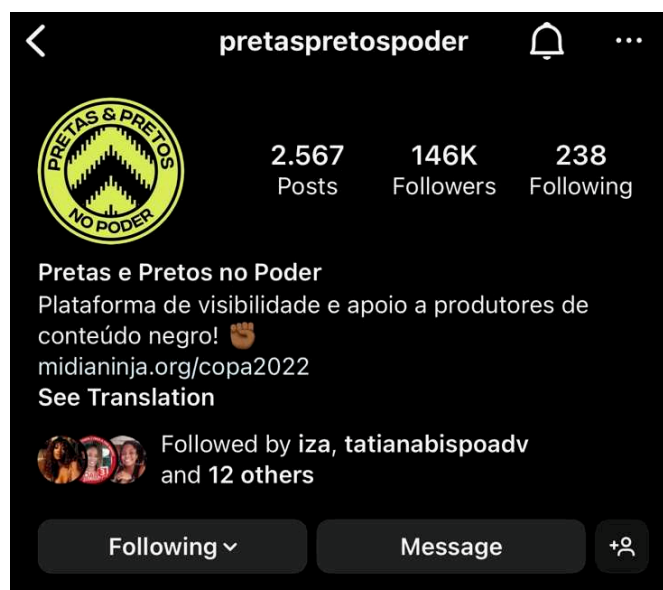 pretaspretospoder
PRETAS & PRETOS
NO PODER
2.567 146K 238
Posts Followers Following
Pretas e Pretos no Poder
Plataforma de visibilidade e apoio a produtores de
conteúdo negro! ✊🏾
midianinja.org/copa2022
See Translation
Followed by iza, tatianabispoadv
and 12 others
Following Message